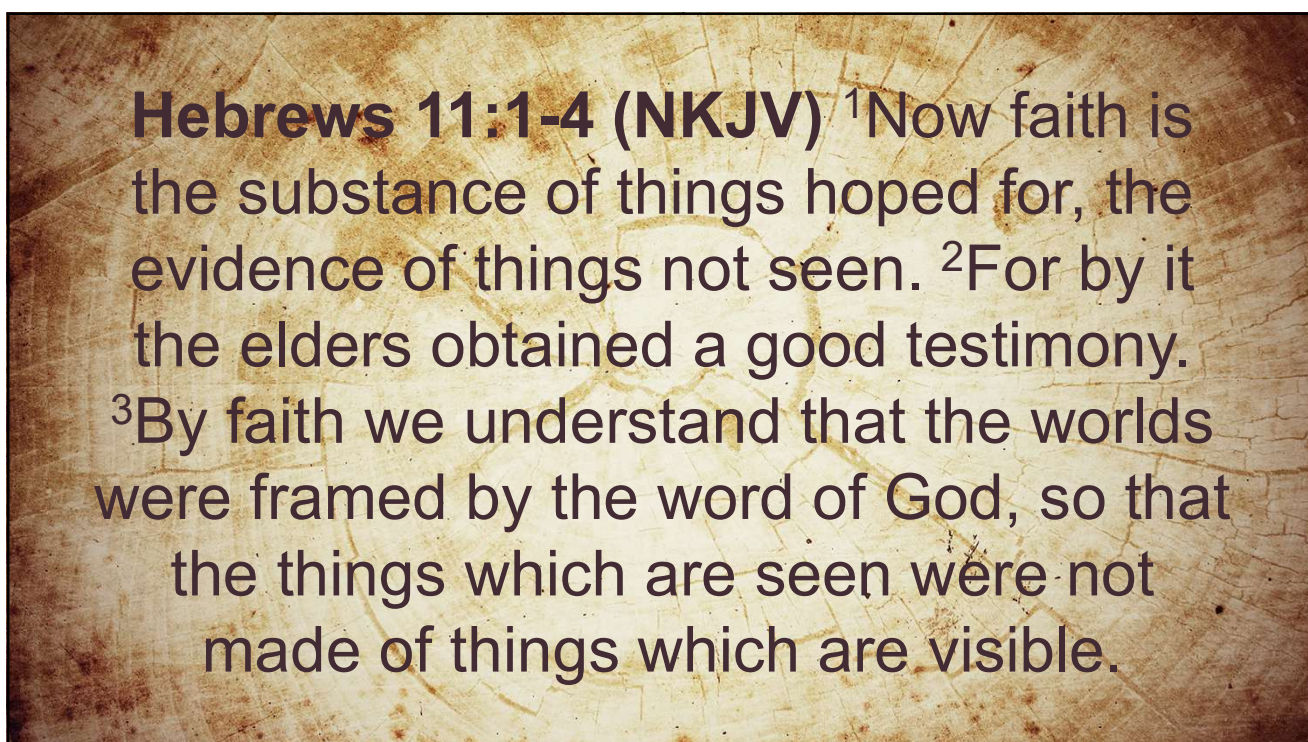 Hebrews 11:1-4 (NKJV) ¹Now faith is
the substance of things hoped for, the
evidence of things not seen. ²For by it
the elders obtained a good testimony.
³By faith we understand that the worlds
were framed by the word of God, so that
the things which are seen were not
made of things which are visible.